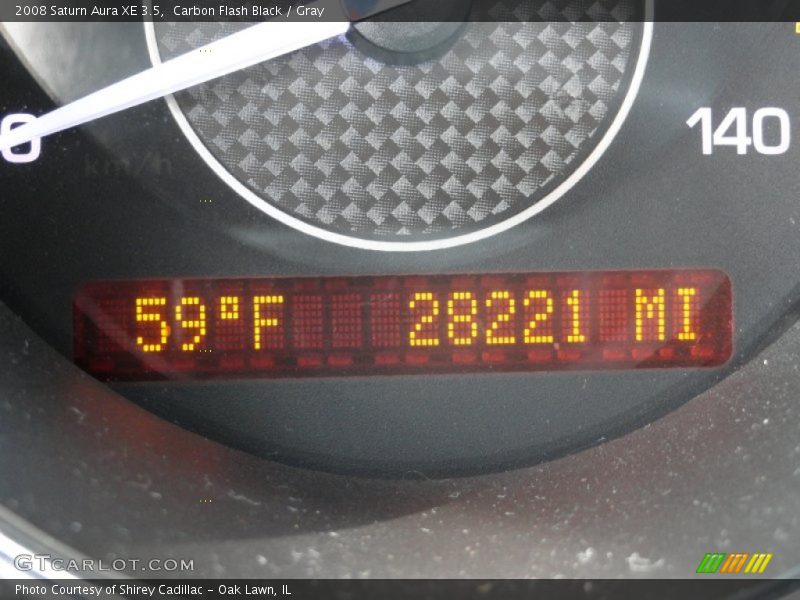 2008 Saturn Aura XE 3.5,  Carbon Flash Black / Gray
0
140
km/h
59°F 28221 MI
GTCARLOT.COM
Photo Courtesy of Shirey Cadillac - Oak Lawn, IL